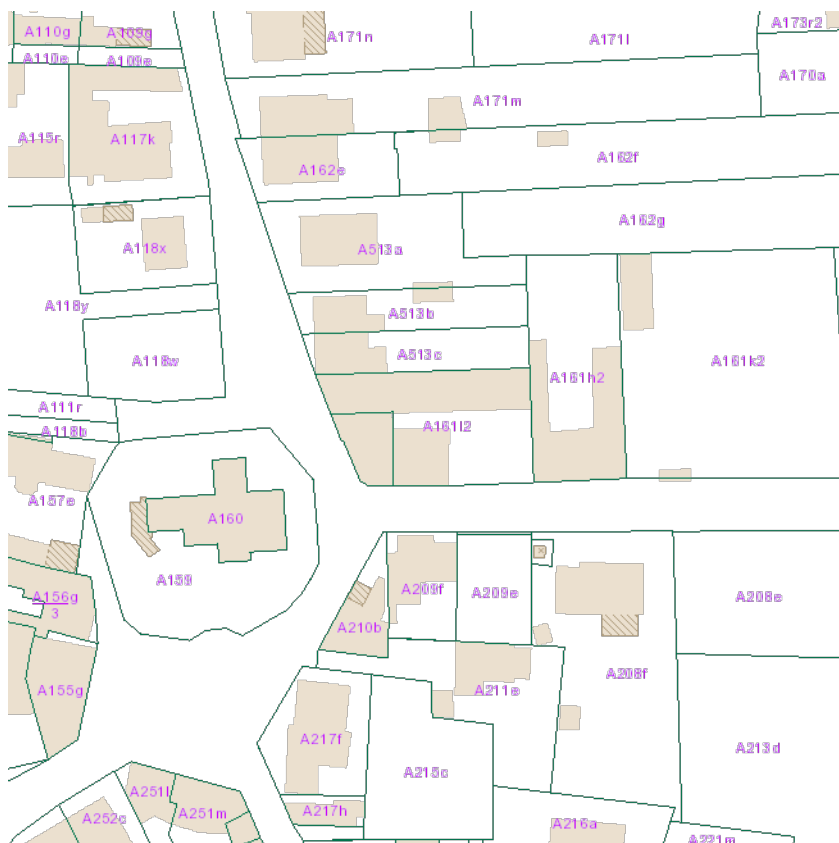 A110g
A109g
A171n
A171l
A173r2
A110e
A109e
A170a
A171m
A115r
A117k
A162e
A162f
A162g
A118x
A513a
A118y
A513b
A118w
A513c
A161h2
A161k2
A111r
A161l2
A118b
A157e
A160
A159
A156g
3
A209f
A209e
A208e
A210b
A155g
A211e
A208f
A217f
A215c
A213d
A251l
A251m
A217h
A252c
A216a
A221m